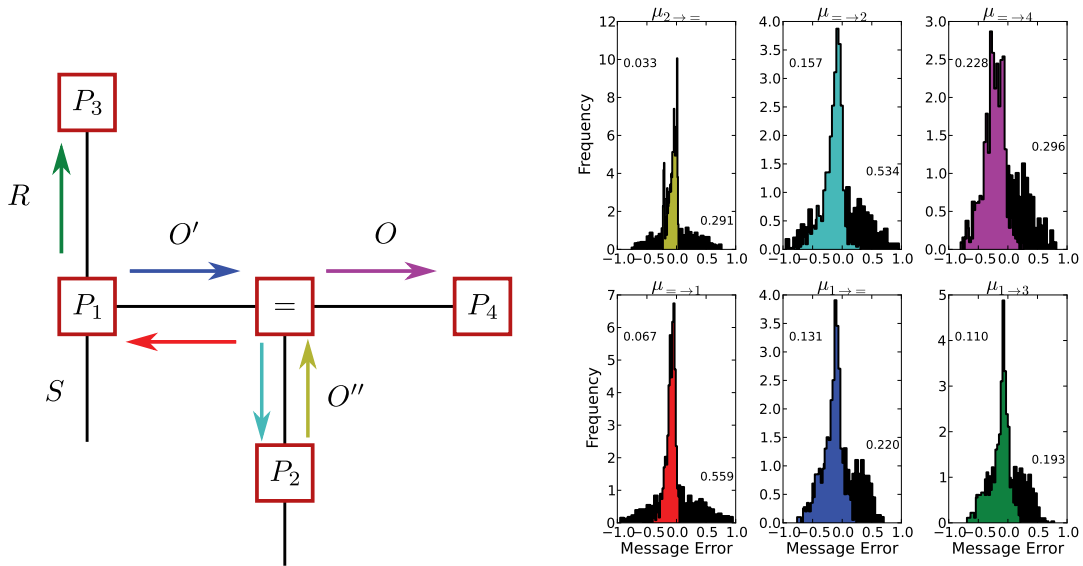 P3
R
O′
O
P1
=
P4
S
O″
P2
μ2→=
12
10
8
6
4
2
0
0.033
0.291
Frequency
−1.0 −0.5 0.0 0.5 1.0
μ=→2
4.0
3.5
3.0
2.5
2.0
1.5
1.0
0.5
0.0
0.157
0.534
−1.0 −0.5 0.0 0.5 1.0
μ=→4
3.0
2.5
2.0
1.5
1.0
0.5
0.0
0.228
0.296
−1.0 −0.5 0.0 0.5 1.0
μ=→1
7
6
5
4
3
2
1
0
0.067
0.559
Frequency
−1.0 −0.5 0.0 0.5 1.0
Message Error
μ1→=
4.0
3.5
3.0
2.5
2.0
1.5
1.0
0.5
0.0
0.131
0.220
−1.0 −0.5 0.0 0.5 1.0
Message Error
μ1→3
5
4
3
2
1
0
0.110
0.193
−1.0 −0.5 0.0 0.5 1.0
Message Error